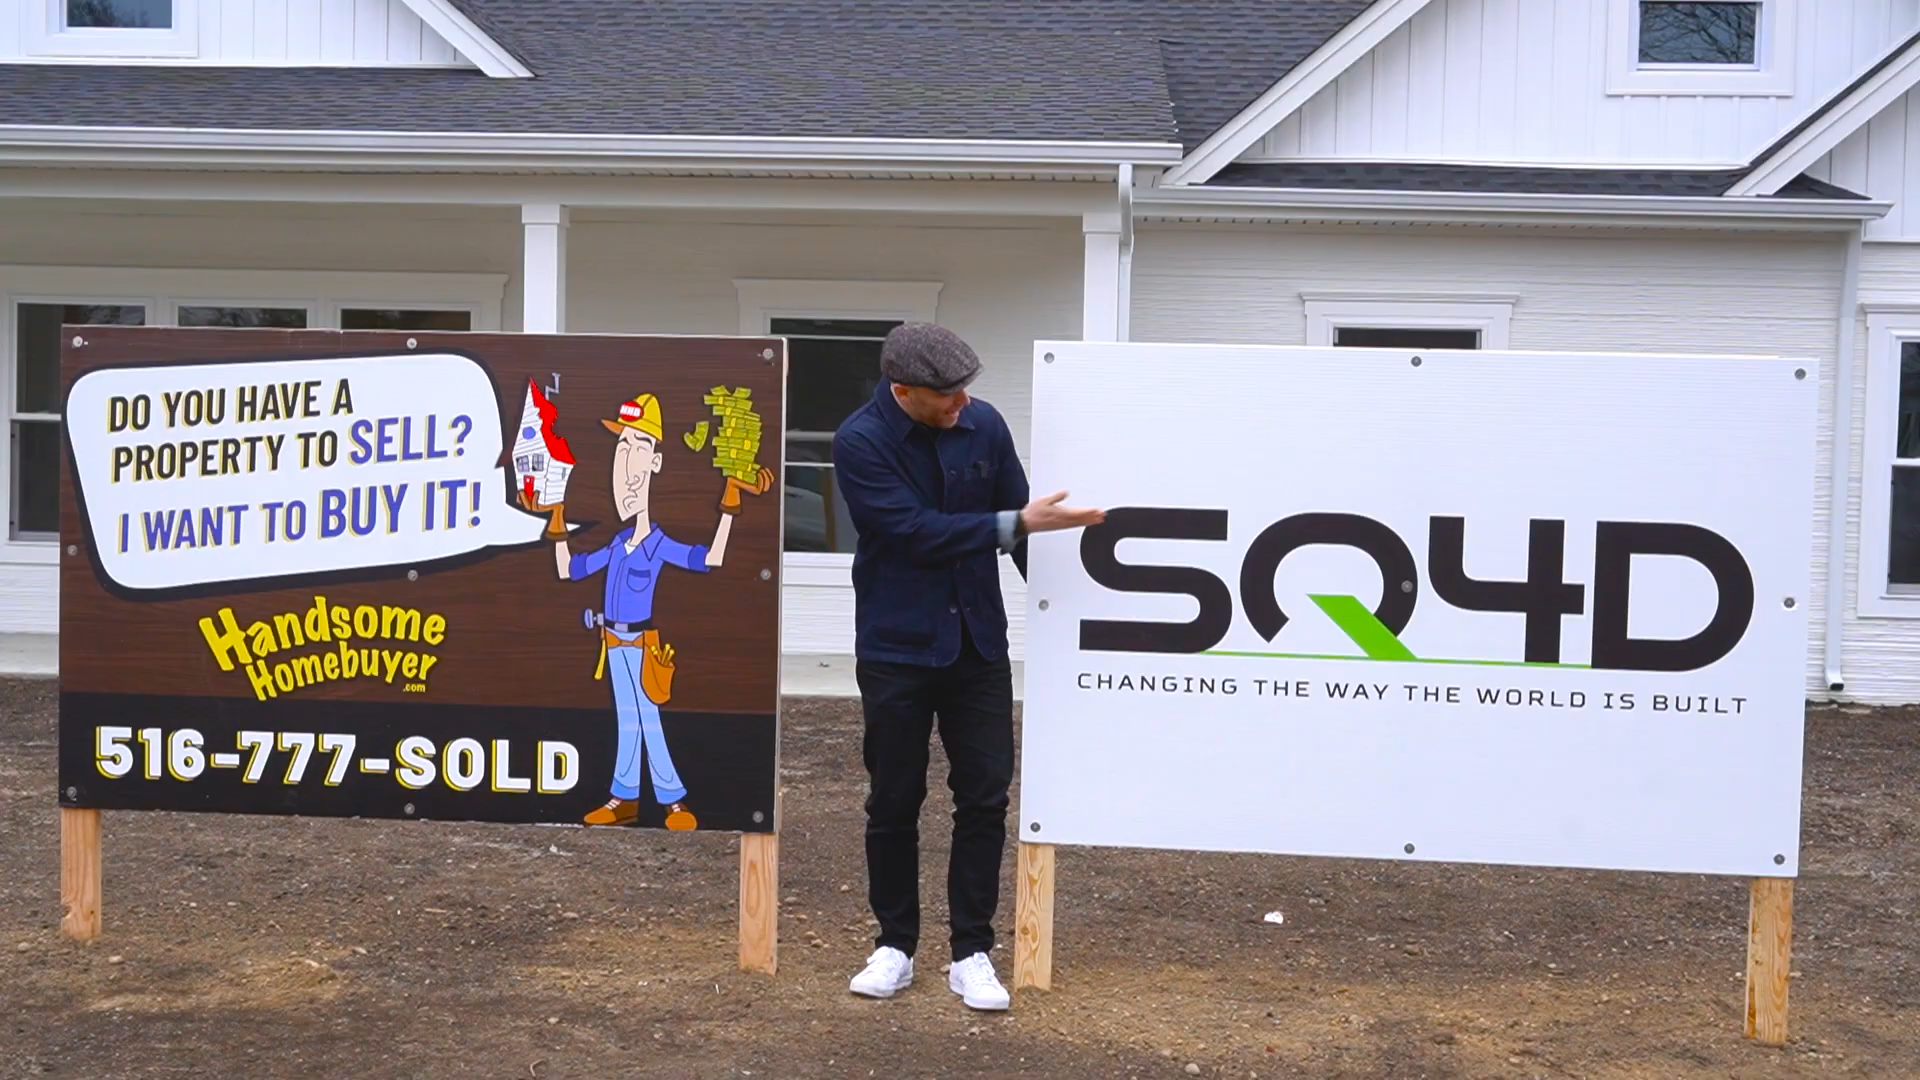 DO YOU HAVE A
PROPERTY TO SELL?
I WANT TO BUY IT!
HHB
Handsome
Homebuyer
.com
516-777-SOLD
SQ4D
CHANGING THE WAY THE WORLD IS BUILT